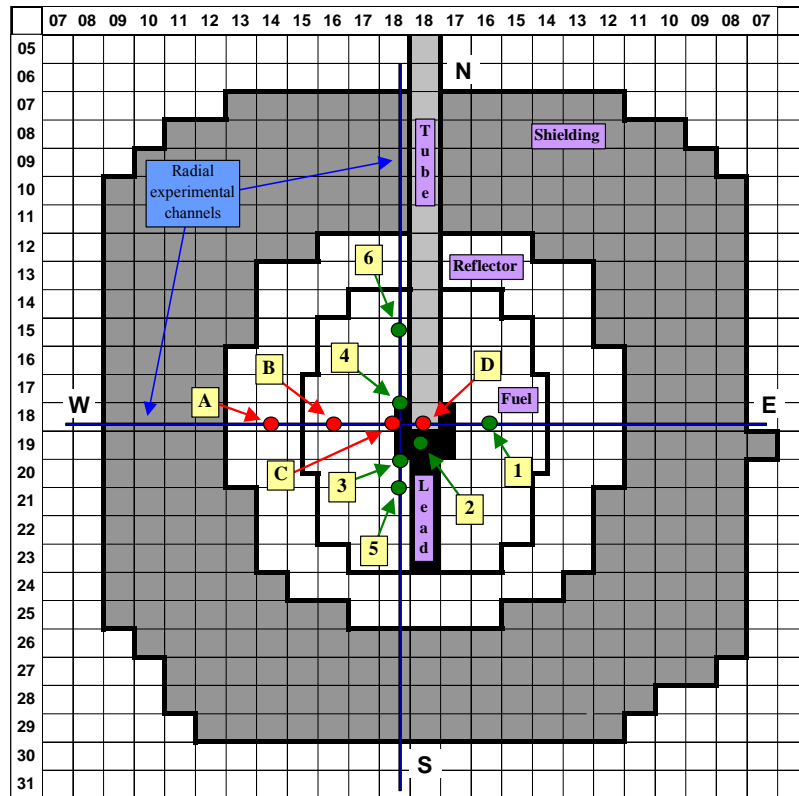 07 08 09 10 11 12 13 14 15 16 17 18 18 17 16 15 14 13 12 11 10 09 08 07
05
06
N
07
08
Tube
Shielding
09
Radial
experimental
channels
10
11
12
6
13
Reflector
14
15
16
4
B
D
17
A
Fuel
W
E
18
19
C
1
20
3
Lead
21
2
22
5
23
24
25
26
27
28
29
30
S
31